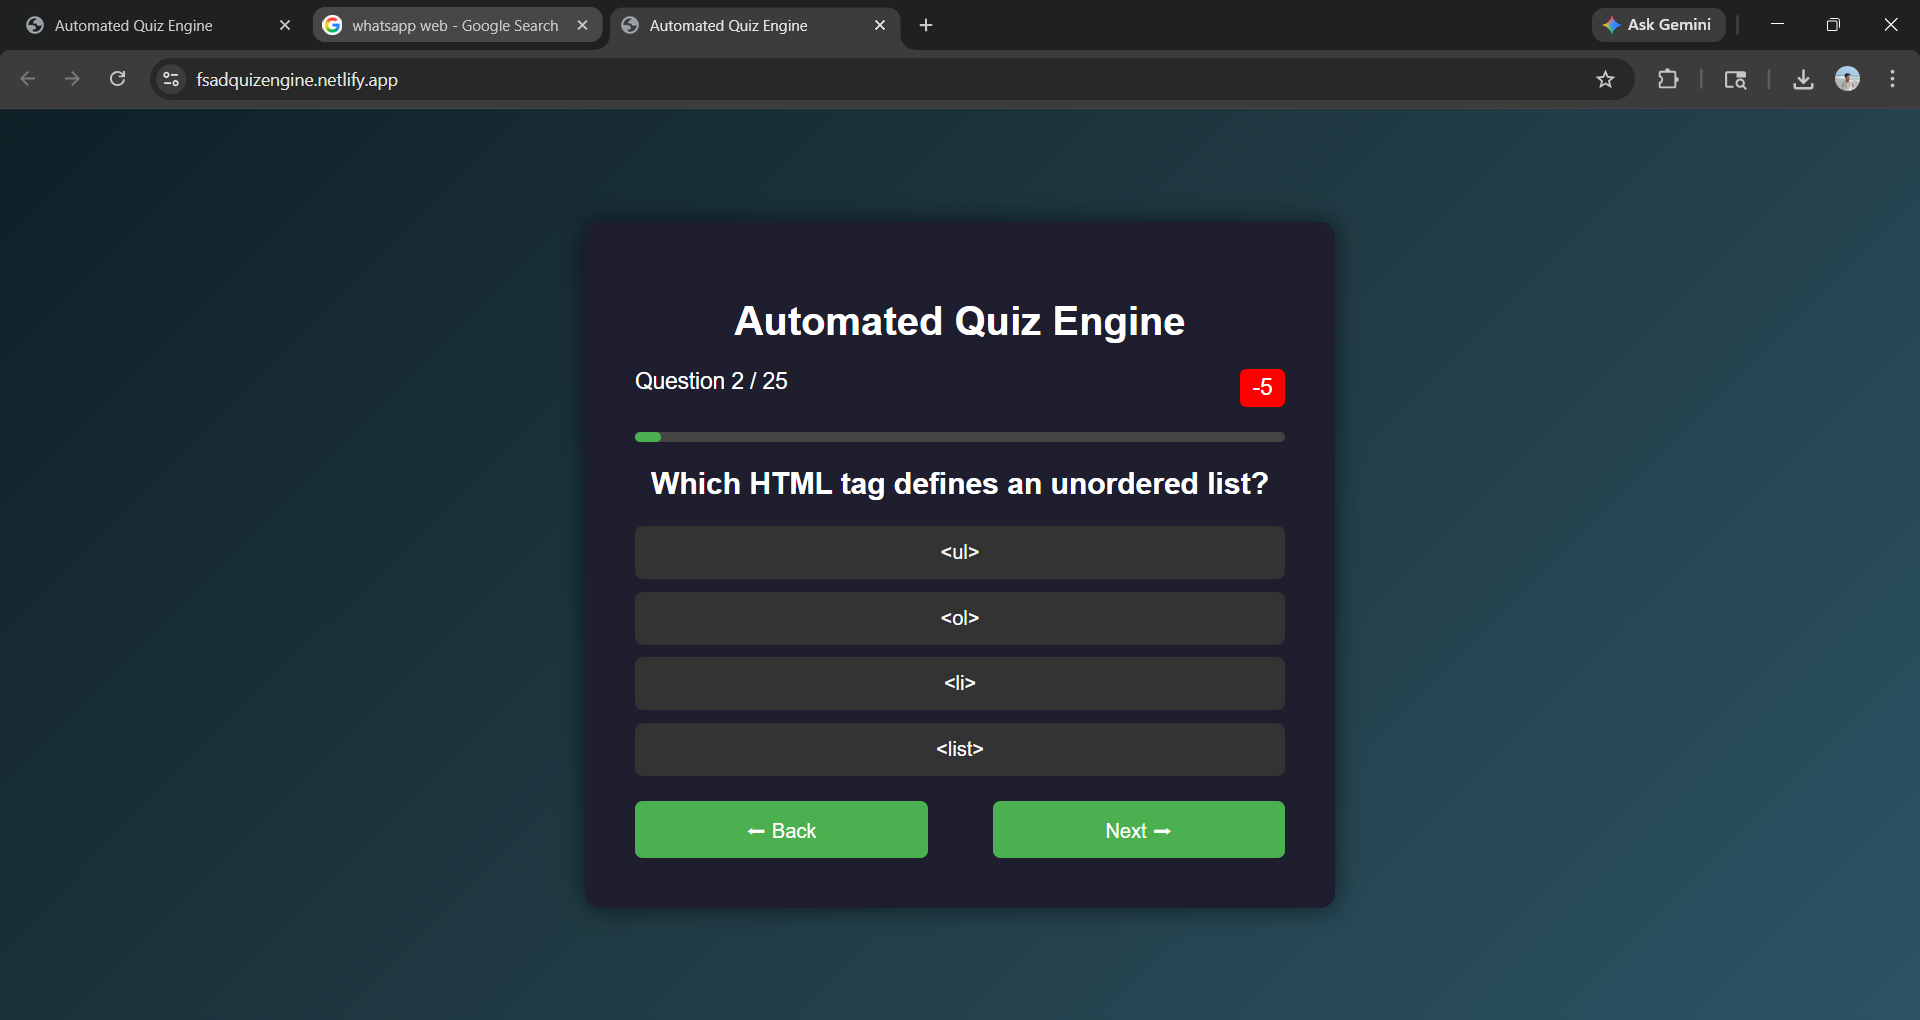 Automated Quiz Engine
whatsapp web - Google Search
Automated Quiz Engine
Ask Gemini
fsadquizengine.netlify.app
Automated Quiz Engine
Question 2 / 25
-5
Which HTML tag defines an unordered list?
<ul>
<ol>
<li>
<list>
⬅ Back
Next ➡